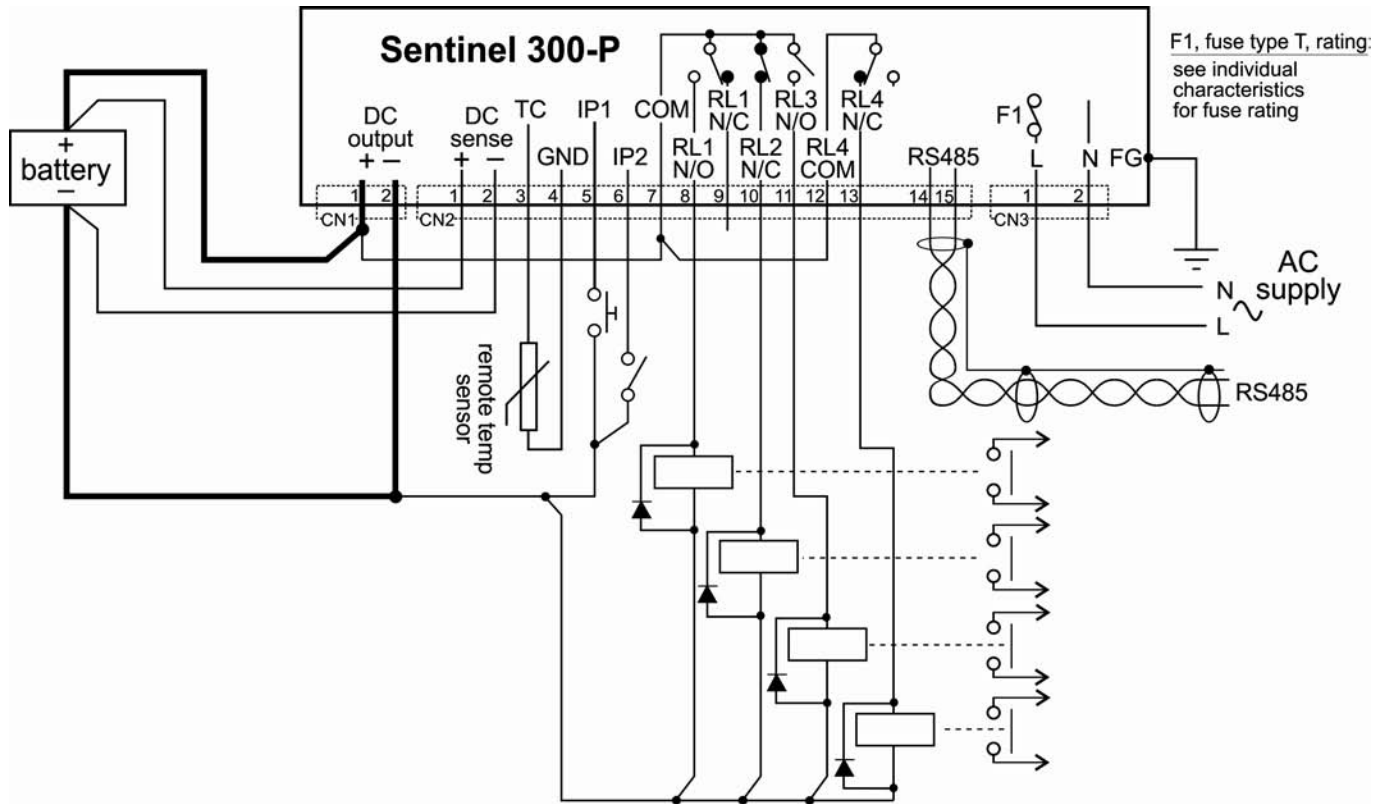 Sentinel 300-P
F1, fuse type T, rating:
see individual
characteristics
for fuse rating
DC
output
+ −
DC
sense
+ −
TC
GND
IP1
IP2
COM
RL1
N/O
RL1
N/C
RL2
N/C
RL3
N/O
RL4
COM
RL4
N/C
RS485
F1
L
N
FG
+
battery
−
1 2
CN1
1 2 3 4 5 6 7 8 9 10 11 12 13 14 15
CN2
1 2
CN3
AC
supply
N
L
RS485
remote temp
sensor